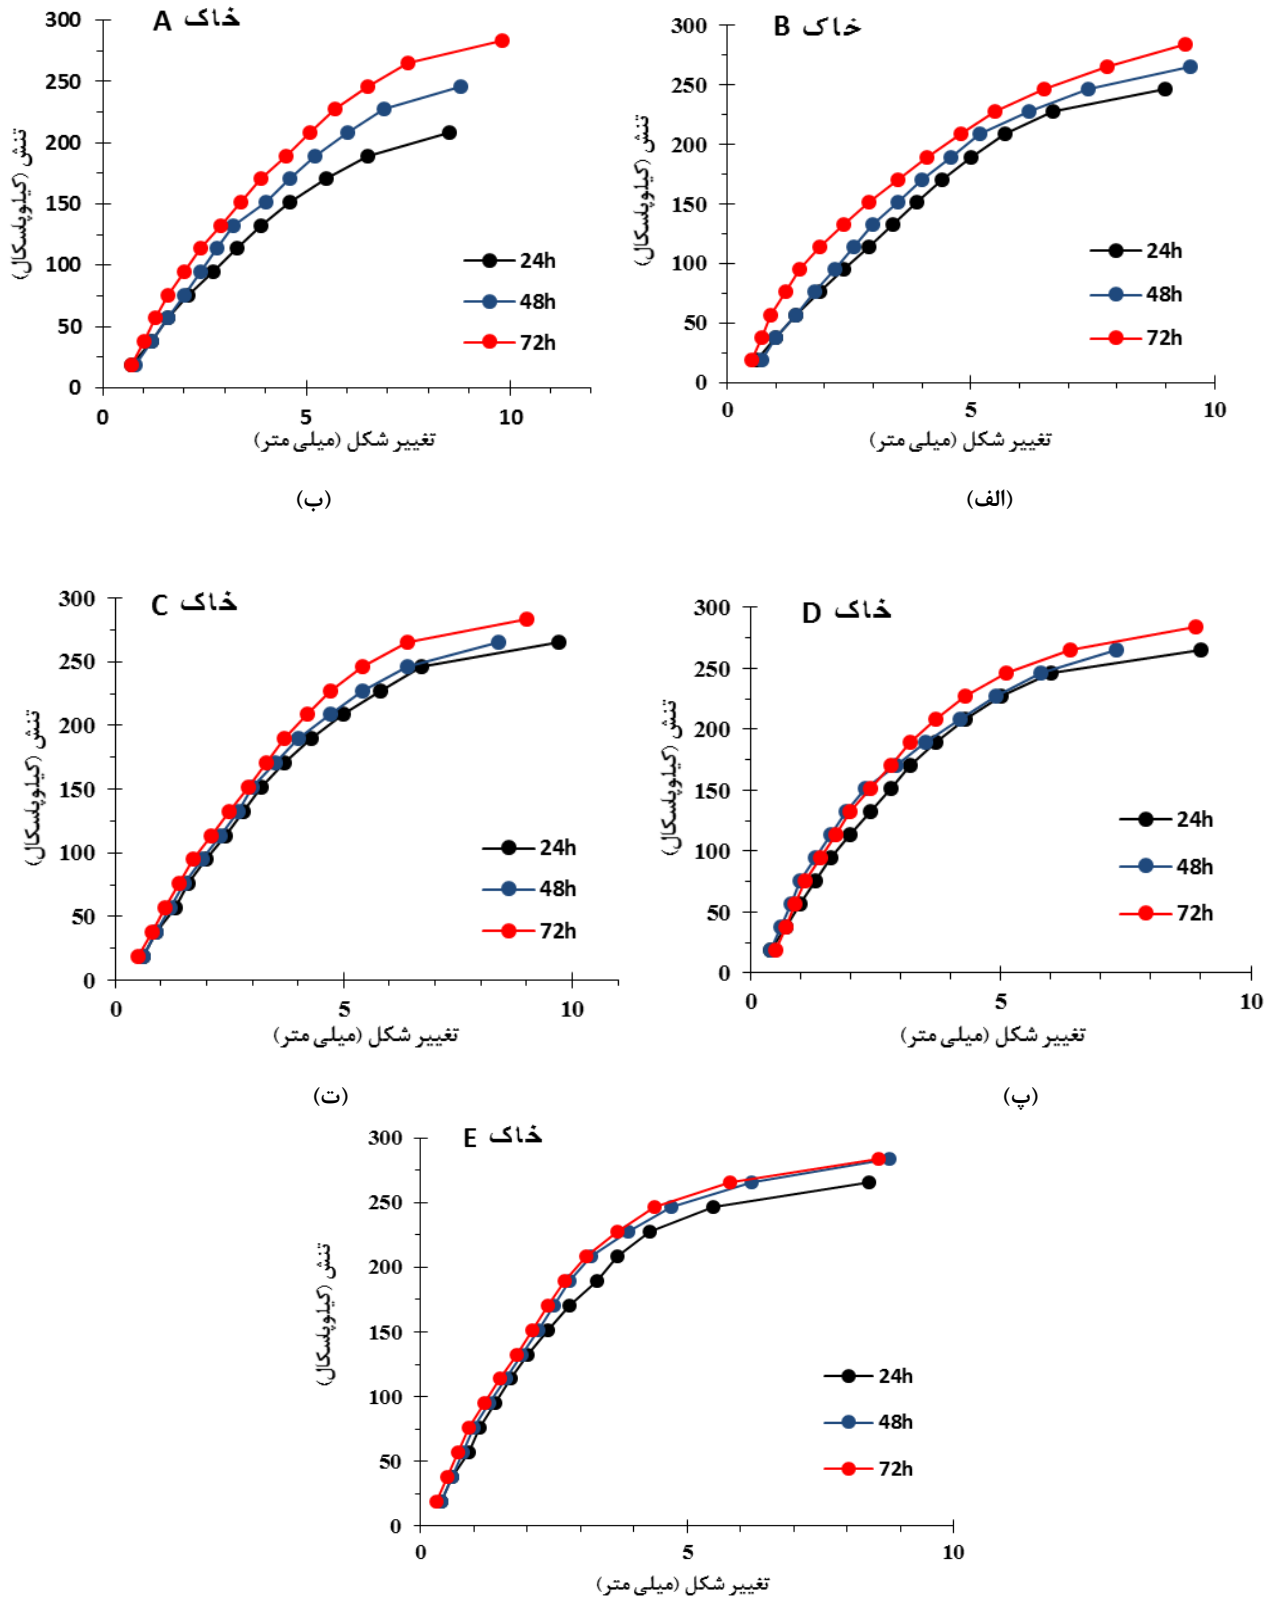 خاک A
300
250
200
150
100
50
0
0 5 10
تنش (کیلوپاسکال)
24h
48h
72h
تغییر شکل (میلی متر)
(ب)
خاک B
300
250
200
150
100
50
0
0 5 10
تنش (کیلوپاسکال)
24h
48h
72h
تغییر شکل (میلی متر)
(الف)
خاک C
300
250
200
150
100
50
0
0 5 10
تنش (کیلوپاسکال)
24h
48h
72h
تغییر شکل (میلی متر)
(ت)
خاک D
300
250
200
150
100
50
0
0 5 10
تنش (کیلوپاسکال)
24h
48h
72h
تغییر شکل (میلی متر)
(پ)
خاک E
300
250
200
150
100
50
0
0 5 10
تنش (کیلوپاسکال)
24h
48h
72h
تغییر شکل (میلی متر)